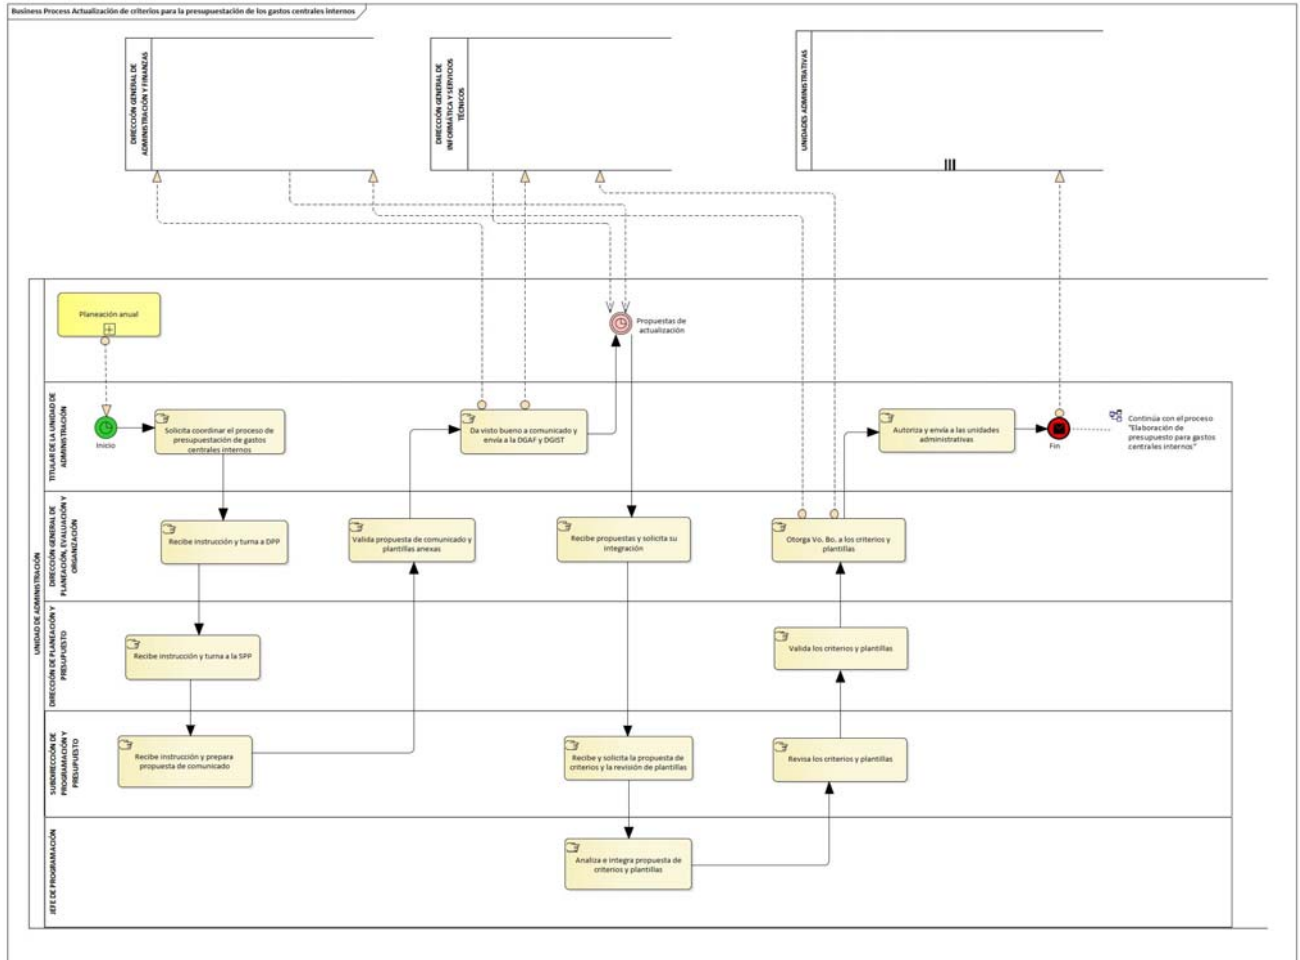 Business Process Actualización de criterios para la presupuestación de los gastos centrales internos
DIRECCIÓN GENERAL DE
ADMINISTRACIÓN Y FINANZAS
DIRECCIÓN GENERAL DE
INFORMÁTICA Y SERVICIOS
TÉCNICOS
UNIDADES ADMINISTRATIVAS
UNIDAD DE ADMINISTRACIÓN
Planeación anual
Propuestas de
actualización
TITULAR DE LA UNIDAD DE
ADMINISTRACIÓN
Inicio
Solicita coordinar el proceso de
presupuestación de gastos
centrales internos
Da visto bueno a comunicado y
envía a la DGAF y DGIST
Autoriza y envía a las unidades
administrativas
Fin
Continúa con el proceso
"Elaboración de
presupuesto para gastos
centrales internos"
DIRECCIÓN GENERAL DE
PLANEACIÓN, EVALUACIÓN Y
ORGANIZACIÓN
Recibe instrucción y turna a DPP
Valida propuesta de comunicado y
plantillas anexas
Recibe propuestas y solicita su
integración
Otorga Vo. Bo. a los criterios y
plantillas
DIRECCIÓN DE PLANEACIÓN Y
PRESUPUESTO
Recibe instrucción y turna a la SPP
Valida los criterios y plantillas
SUBDIRECCIÓN DE
PROGRAMACIÓN Y
PRESUPUESTO
Recibe instrucción y prepara
propuesta de comunicado
Recibe y solicita la propuesta de
criterios y la revisión de plantillas
Revisa los criterios y plantillas
JEFE DE PROGRAMACIÓN
Analiza e integra propuesta de
criterios y plantillas